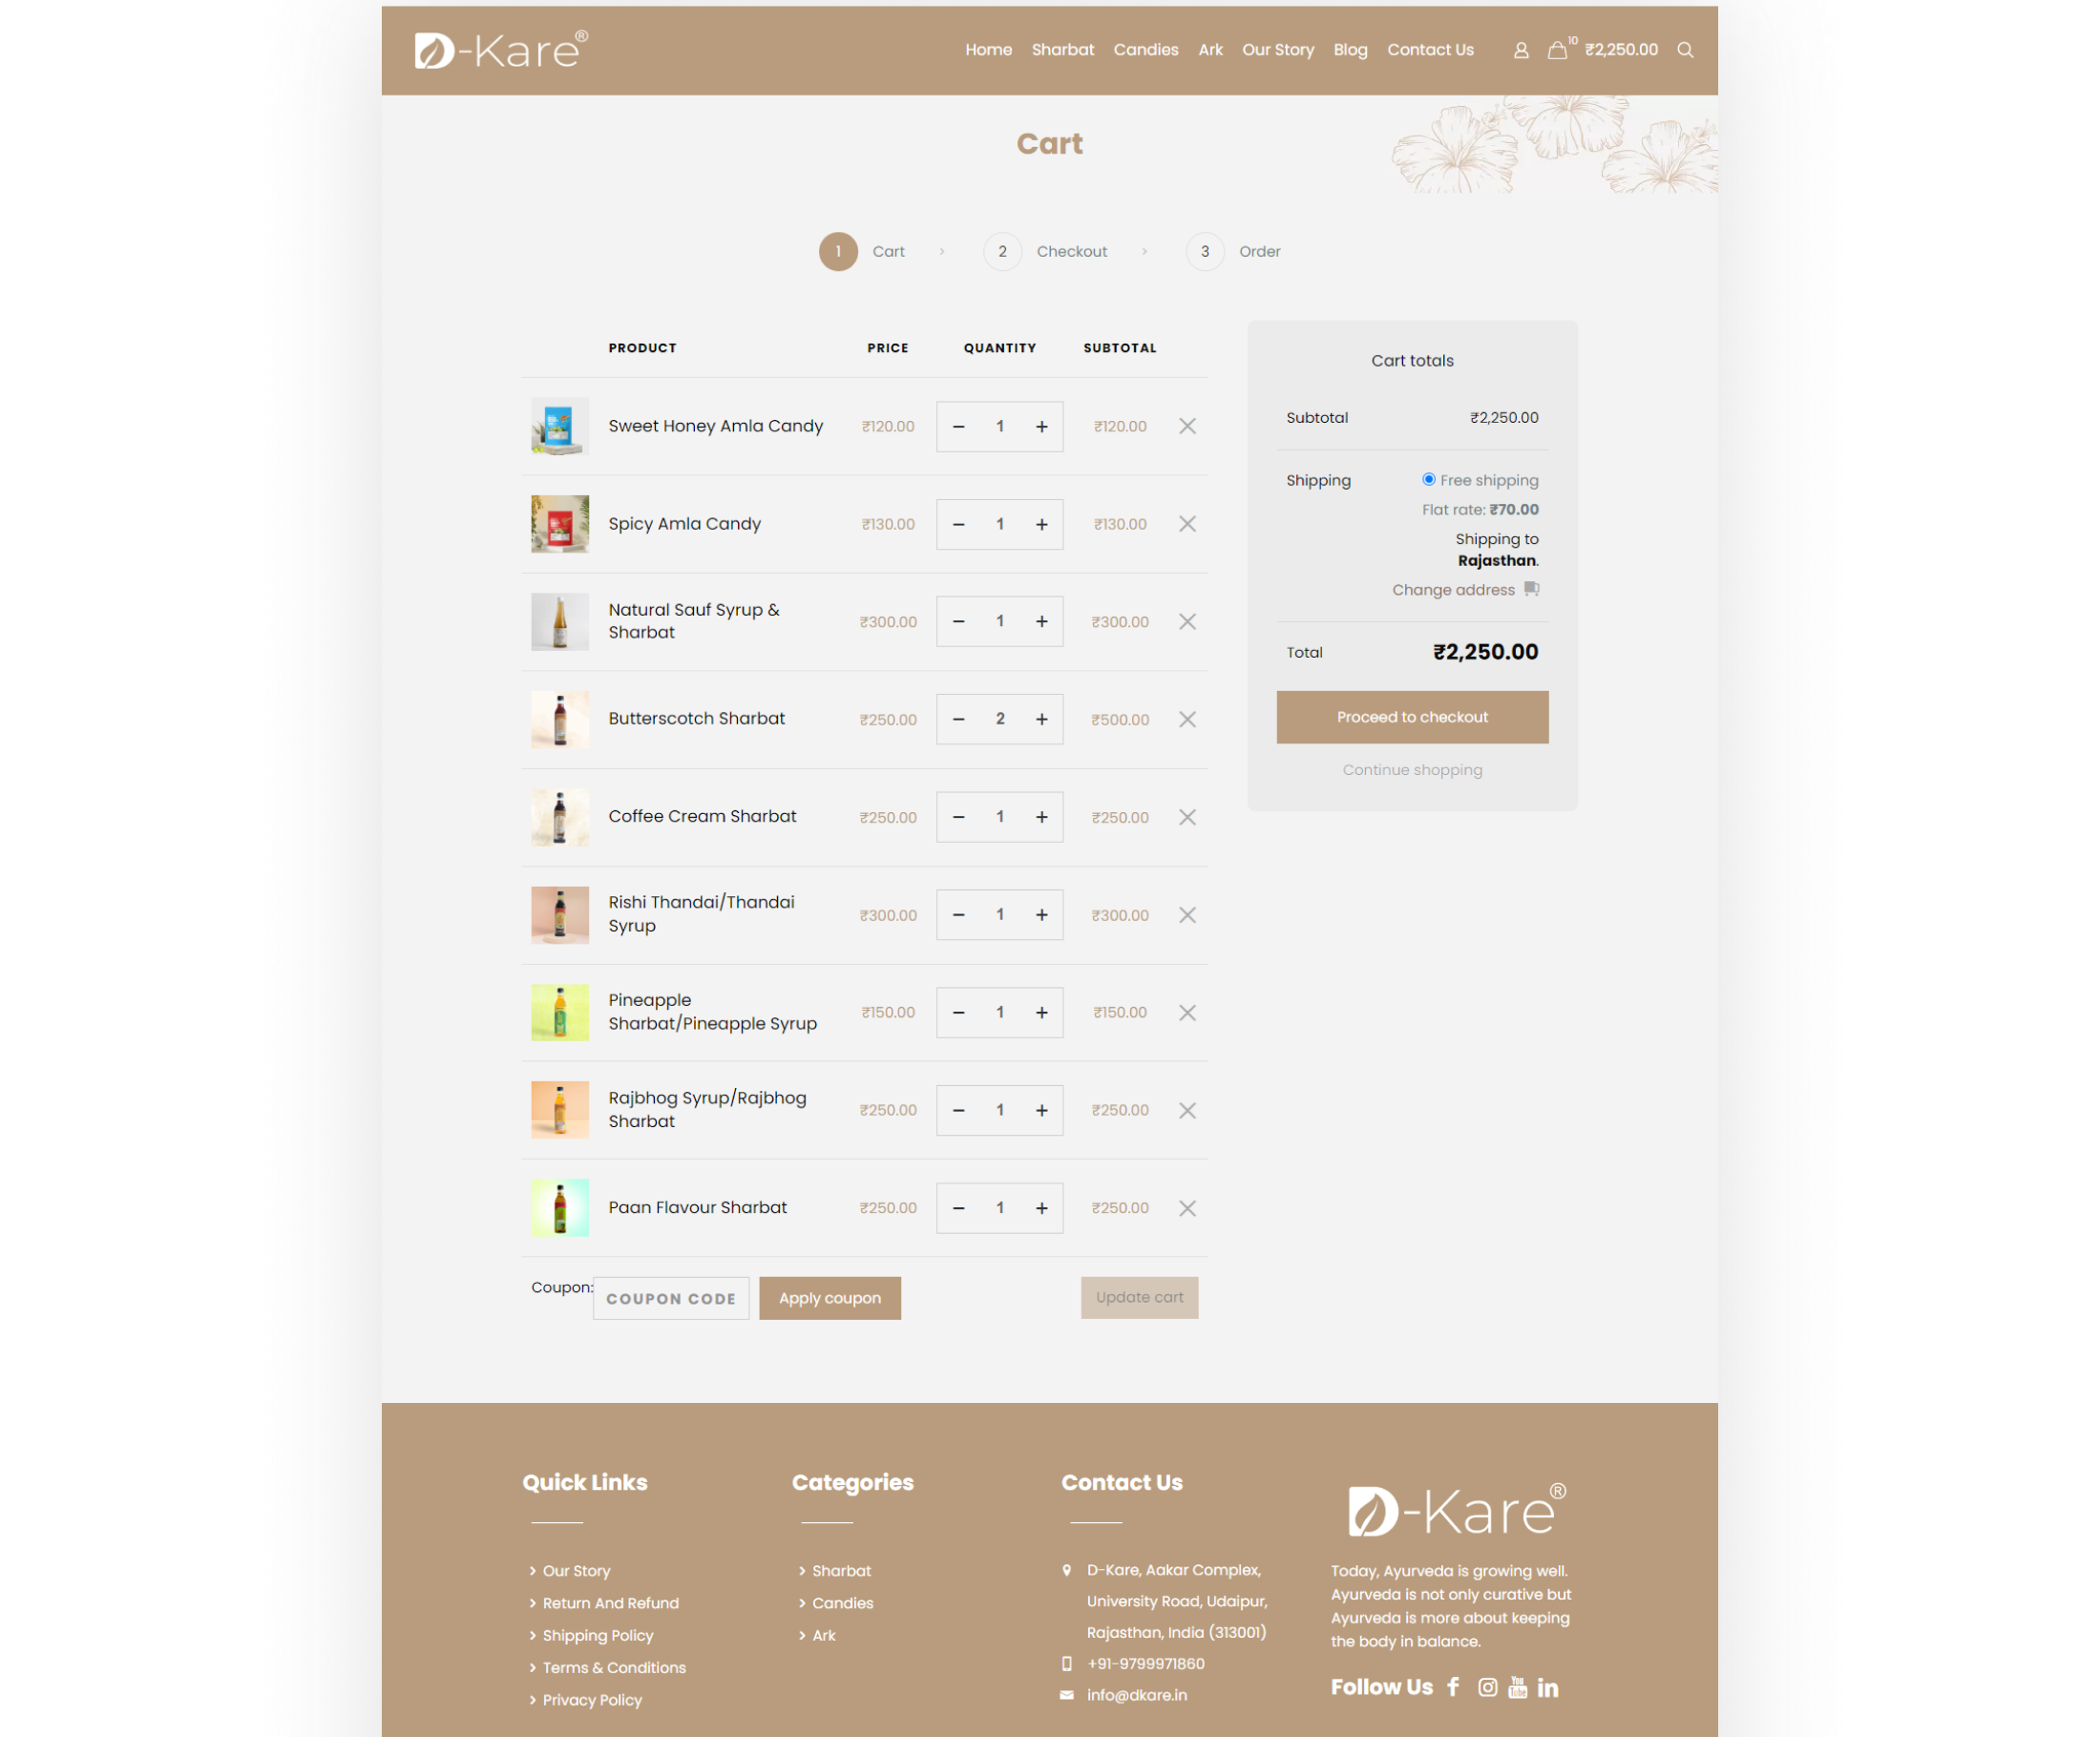 D-Kare®
Home Sharbat Candies Ark Our Story Blog Contact Us 10 ₹2,250.00
Cart
1 Cart > 2 Checkout > 3 Order
PRODUCT PRICE QUANTITY SUBTOTAL
Sweet Honey Amla Candy ₹120.00 − 1 + ₹120.00
Spicy Amla Candy ₹130.00 − 1 + ₹130.00
Natural Sauf Syrup &
Sharbat
₹300.00 − 1 + ₹300.00
Butterscotch Sharbat ₹250.00 − 2 + ₹500.00
Coffee Cream Sharbat ₹250.00 − 1 + ₹250.00
Rishi Thandai/Thandai
Syrup
₹300.00 − 1 + ₹300.00
Pineapple
Sharbat/Pineapple Syrup
₹150.00 − 1 + ₹150.00
Rajbhog Syrup/Rajbhog
Sharbat
₹250.00 − 1 + ₹250.00
Paan Flavour Sharbat ₹250.00 − 1 + ₹250.00
Coupon: COUPON CODE Apply coupon Update cart
Cart totals
Subtotal ₹2,250.00
Shipping Free shipping
Flat rate: ₹70.00
Shipping to
Rajasthan.
Change address
Total ₹2,250.00
Proceed to checkout
Continue shopping
Quick Links
> Our Story
> Return And Refund
> Shipping Policy
> Terms & Conditions
> Privacy Policy
Categories
> Sharbat
> Candies
> Ark
Contact Us
D-Kare, Aakar Complex,
University Road, Udaipur,
Rajasthan, India (313001)
+91-9799971860
info@dkare.in
D-Kare®
Today, Ayurveda is growing well.
Ayurveda is not only curative but
Ayurveda is more about keeping
the body in balance.
Follow Us f You Tube in